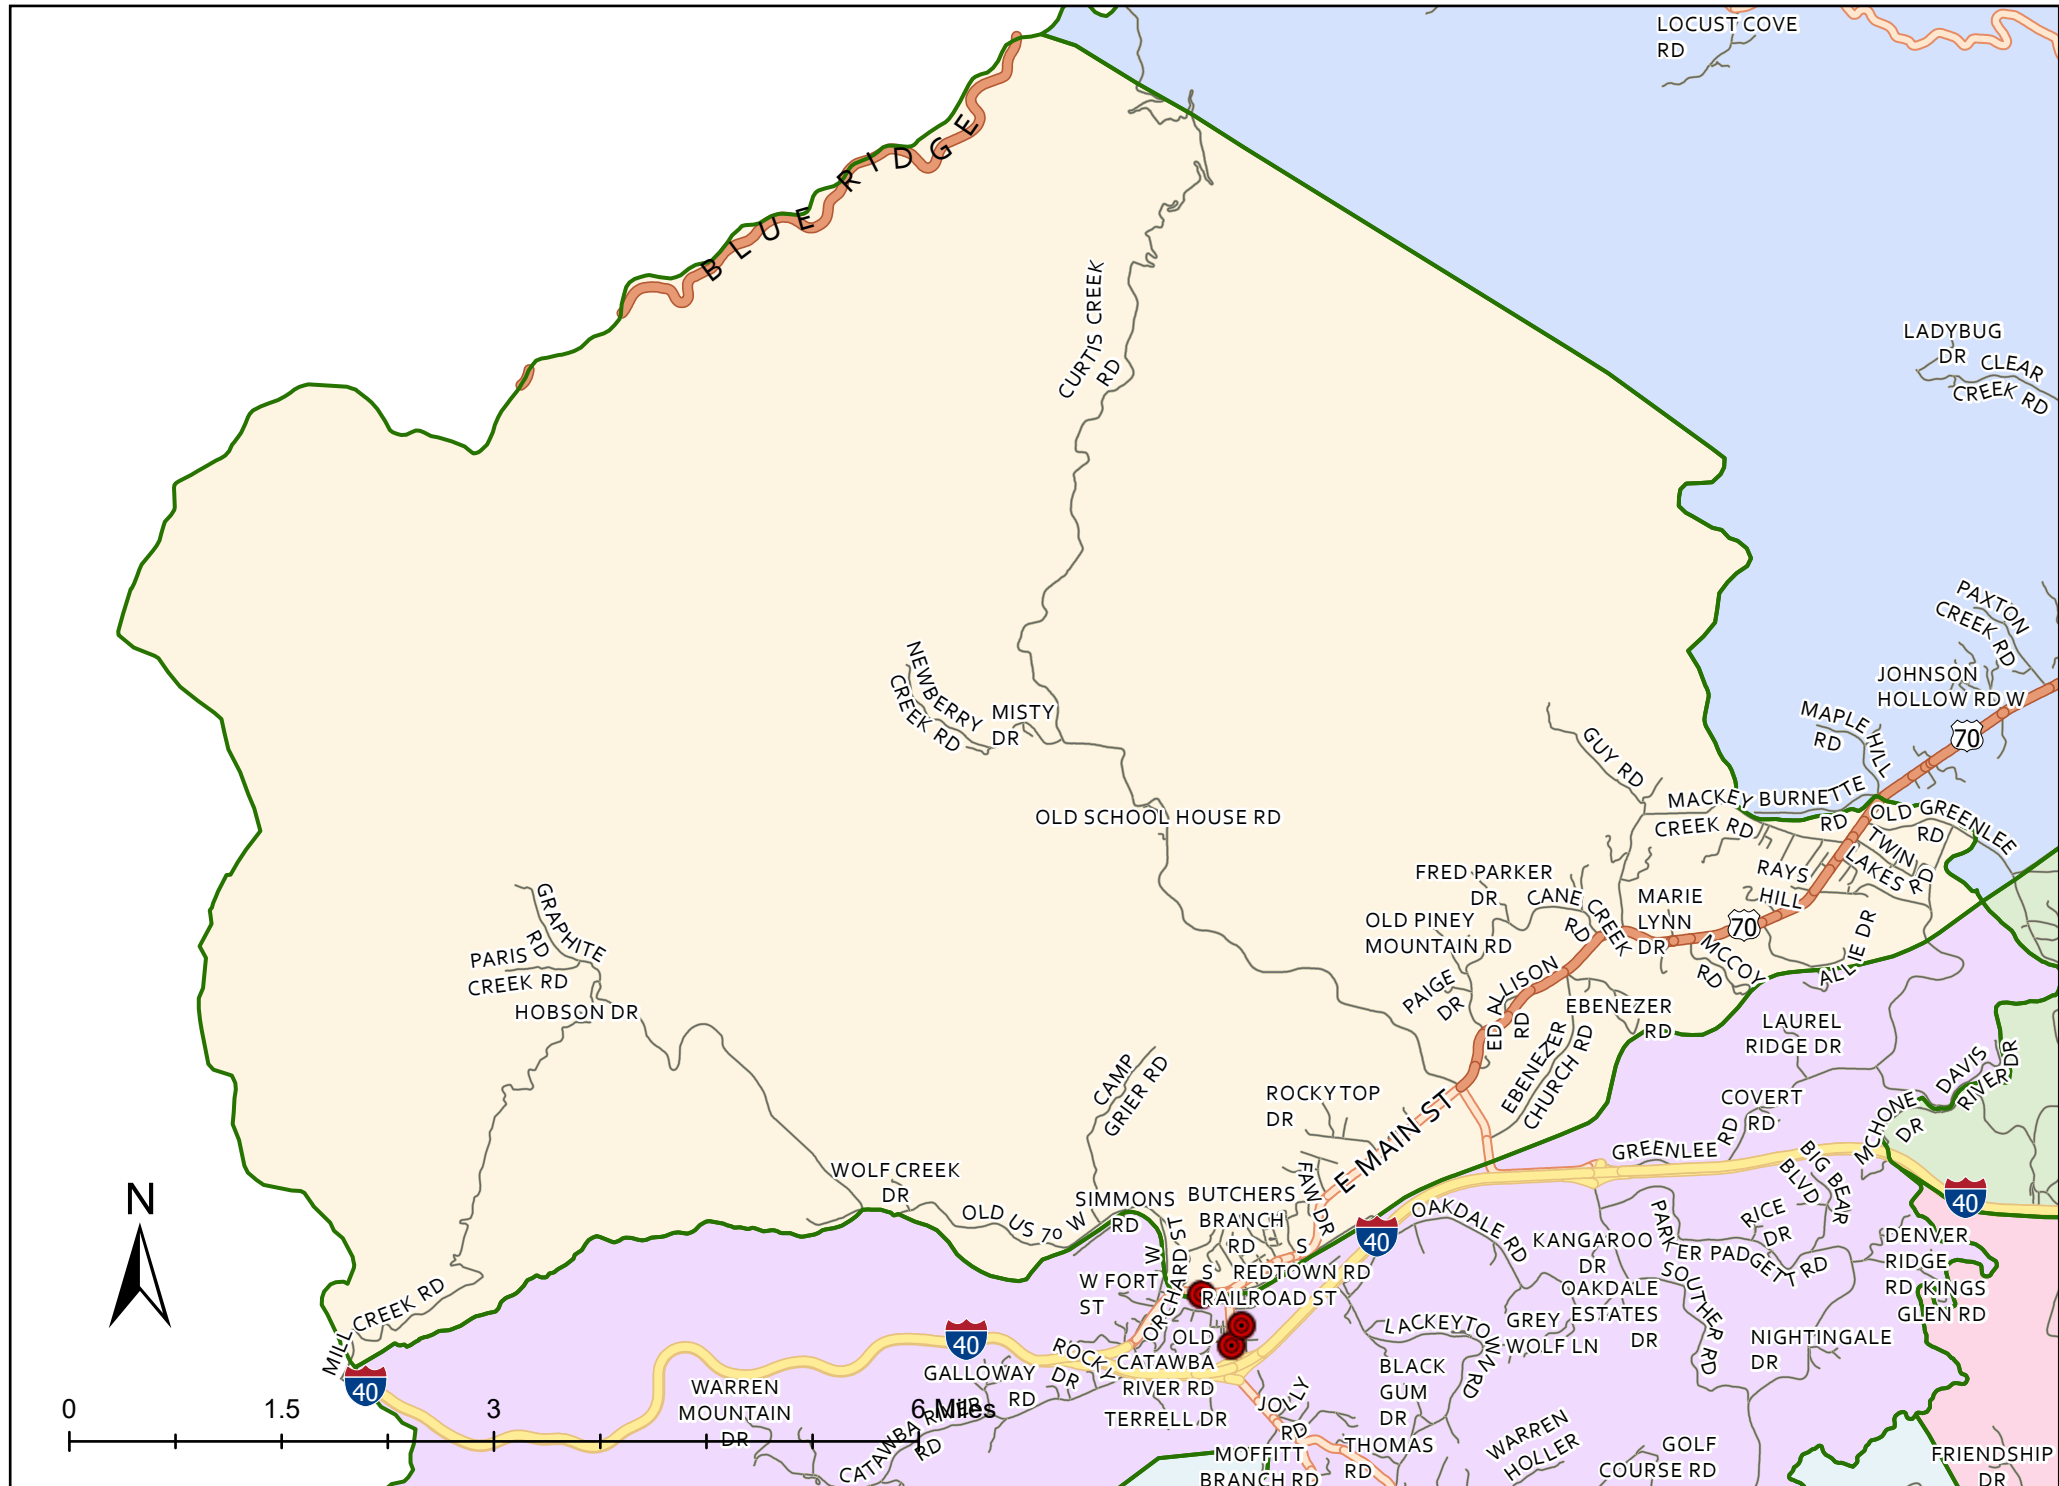 LOCUST COVE
RD
BLUE RIDGE
CURTIS CREEK
RD
LADYBUG
DR
CLEAR
CREEK RD
PAXTON
CREEK RD
JOHNSON
HOLLOW RD W
70
MAPLE HILL
RD
NEWBERRY
CREEK RD
MISTY
DR
GUY RD
MACKEY
CREEK RD
BURNETTE
RD
OLD GREENLEE
RD
OLD SCHOOL HOUSE RD
TWIN
LAKES RD
RAYS
HILL
FRED PARKER
DR
CANE CREEK
RD
MARIE
LYNN
DR
70
OLD PINEY
MOUNTAIN RD
MCCOY
RD
ALLIE DR
GRAPHITE
RD
PARIS
CREEK RD
HOBSON DR
PAIGE
DR
ED ALLISON
RD
EBENEZER
RD
EBENEZER
CHURCH RD
LAUREL
RIDGE DR
DAVIS
RIVER DR
CAMP
GRIER RD
ROCKY TOP
DR
E MAIN ST
COVERT
RD
MCHONE
DR
GREENLEE RD
BIG BEAR
BLVD
N
WOLF CREEK
DR
OLD US 70 W
SIMMONS
RD
BUTCHERS
BRANCH
RD
FAW DR
40
OAKDALE RD
PARKER PADGETT RD
RICE
DR
40
KANGAROO
DR
DENVER
RIDGE
RD
KINGS
GLEN RD
W FORT
ST
W
ORCHARD ST
S
REDTOWN RD
S
RAILROAD ST
OAKDALE
ESTATES
DR
SOUTHER RD
MILL CREEK RD
40
40
ROCKY
DR
OLD
CATAWBA
RIVER RD
LACKEYTOWN RD
GREY
WOLF LN
NIGHTINGALE
DR
GALLOWAY
RD
BLACK
GUM
DR
WARREN
MOUNTAIN
DR
CATAWBA RIVER
RD
TERRELL DR
JOLLY
RD
0 1.5 3 6 Miles
MOFFITT
BRANCH RD
THOMAS
RD
WARREN
HOLLER
GOLF
COURSE RD
FRIENDSHIP
DR